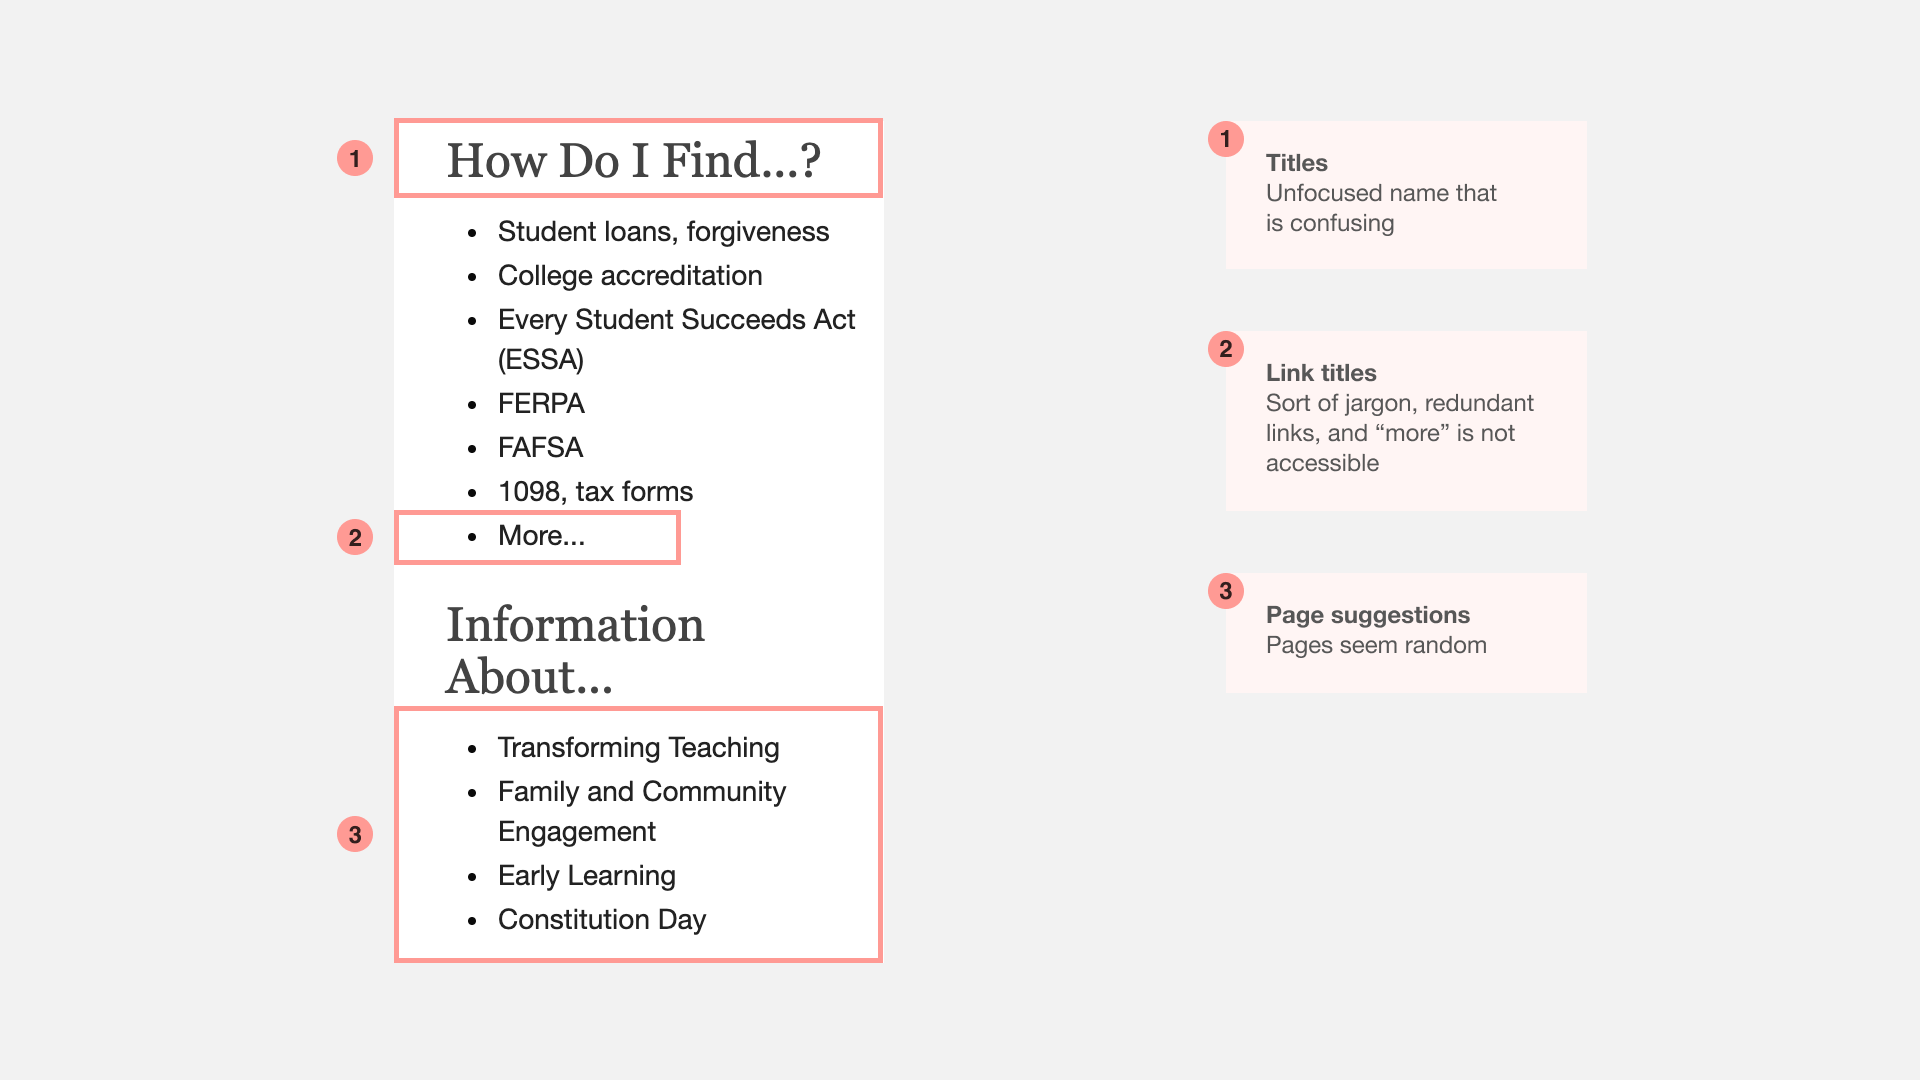 1
How Do I Find...?
• Student loans, forgiveness
• College accreditation
• Every Student Succeeds Act
(ESSA)
• FERPA
• FAFSA
• 1098, tax forms
2
• More...
Information
About...
3
• Transforming Teaching
• Family and Community
Engagement
• Early Learning
• Constitution Day
1
Titles
Unfocused name that
is confusing
2
Link titles
Sort of jargon, redundant
links, and “more” is not
accessible
3
Page suggestions
Pages seem random